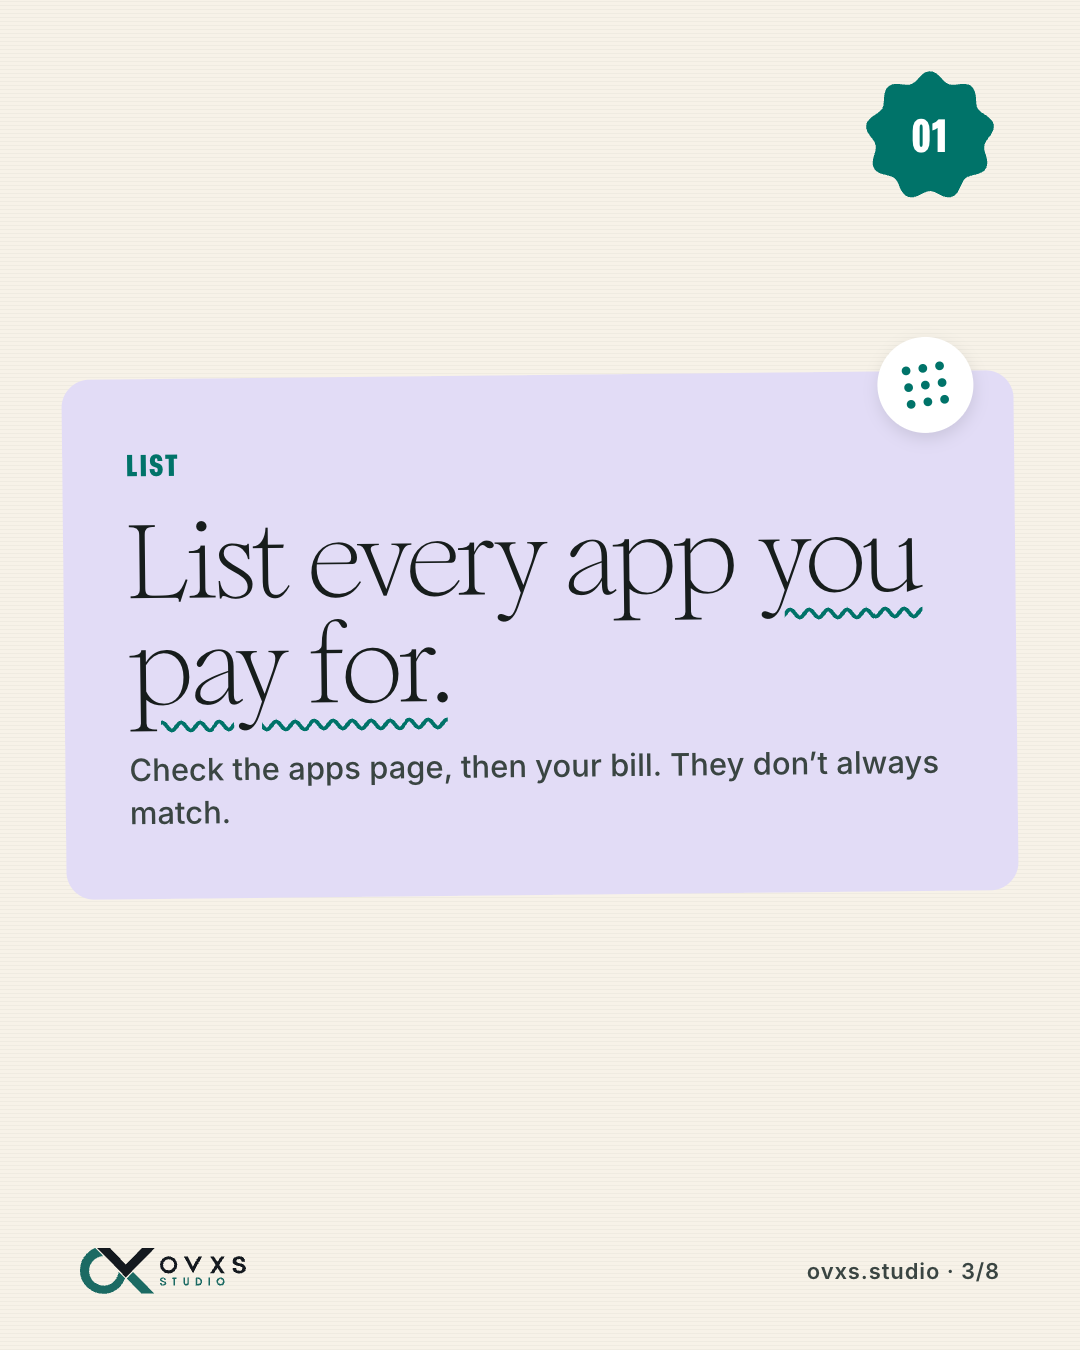 01
LIST
List every app you
pay for.
Check the apps page, then your bill. They don’t always
match.
OVXS
STUDIO
ovxs.studio · 3/8